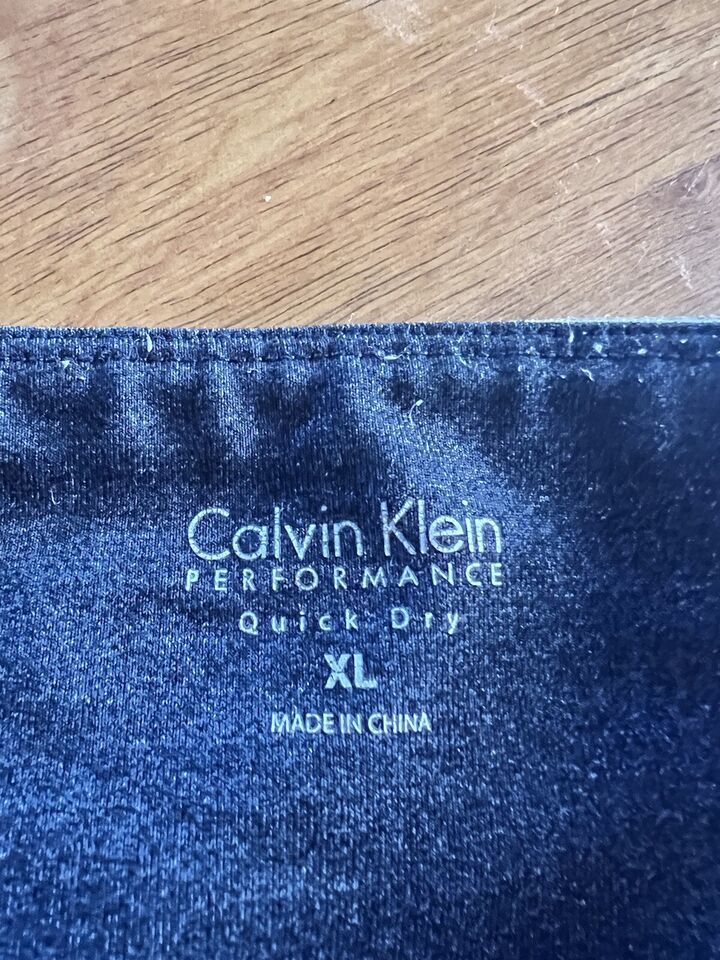 Calvin Klein
PERFORMANCE
Quick Dry
XL
MADE IN CHINA